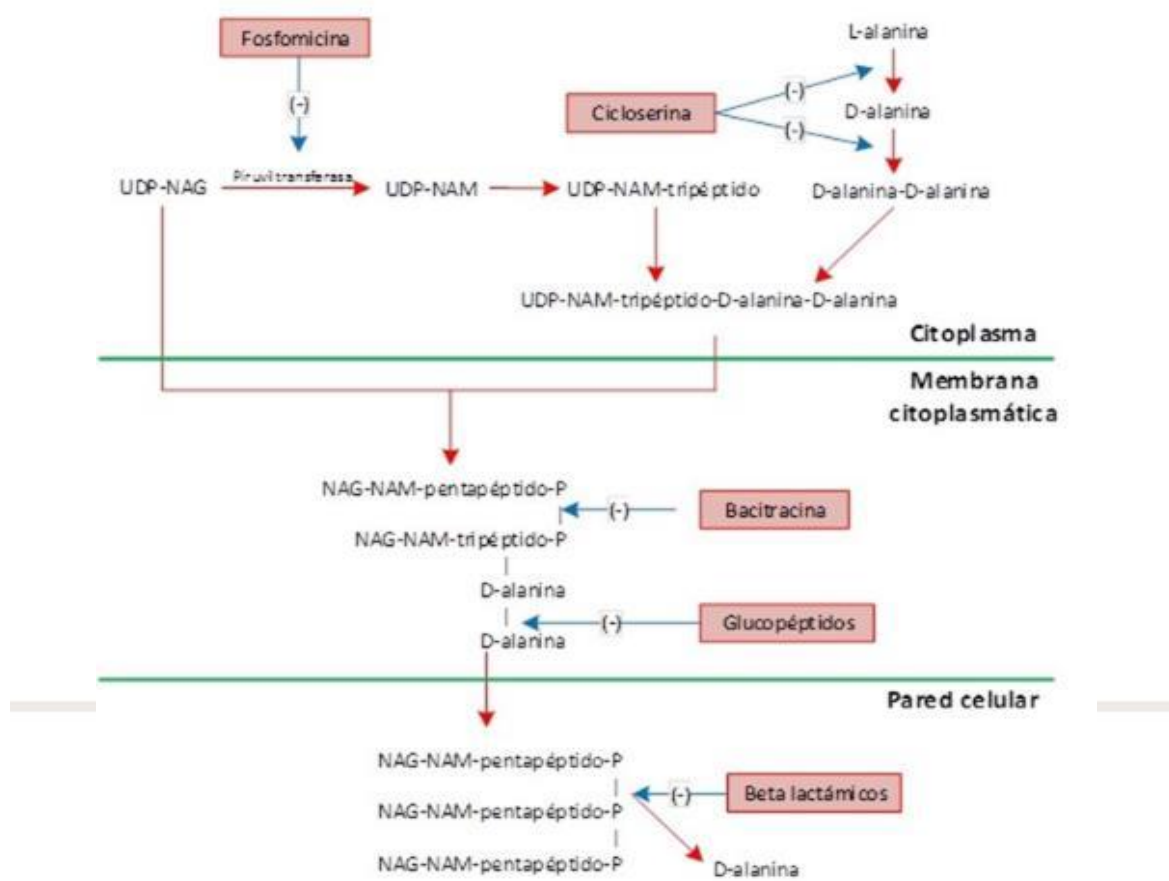 Fosfomicina
L-alanina
(-)
(-)
Cicloserina
D-alanina
(-)
Piruvil transferasa
UDP-NAG
UDP-NAM
UDP-NAM-tripéptido
D-alanina-D-alanina
UDP-NAM-tripéptido-D-alanina-D-alanina
Citoplasma
Membrana
citoplasmática
NAG-NAM-pentapéptido-P
(-)
Bacitracina
NAG-NAM-tripéptido-P
D-alanina
(-)
Glucopéptidos
D-alanina
Pared celular
NAG-NAM-pentapéptido-P
(-)
Beta lactámicos
NAG-NAM-pentapéptido-P
NAG-NAM-pentapéptido-P
D-alanina